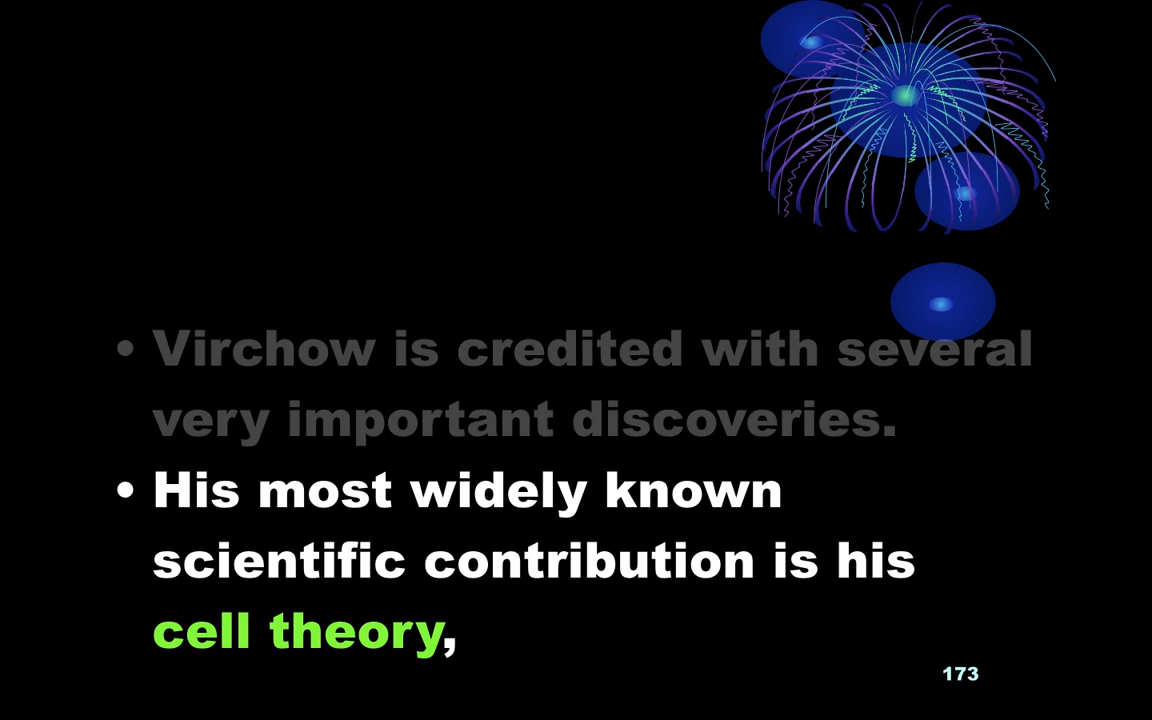 • Virchow is credited with several
very important discoveries.
• His most widely known
scientific contribution is his
cell theory,
173